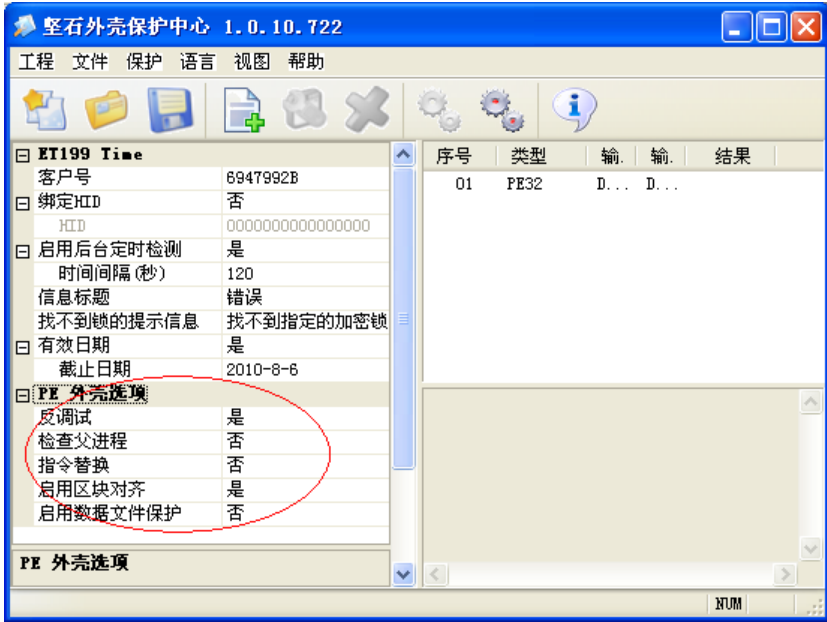 坚石外壳保护中心 1.0.10.722
工程 文件 保护 语言 视图 帮助
ET199 Time
客户号 6947992B
绑定HID 否
HID 0000000000000000
启用后台定时检测 是
时间间隔(秒) 120
信息标题 错误
找不到锁的提示信息 找不到指定的加密锁
有效日期 是
截止日期 2010-8-6
PE 外壳选项
反调试 是
检查父进程 否
指令替换 否
启用区块对齐 是
启用数据文件保护 否
PE 外壳选项
序号 类型 输. 输. 结果
01 PE32 D... D...
NUM